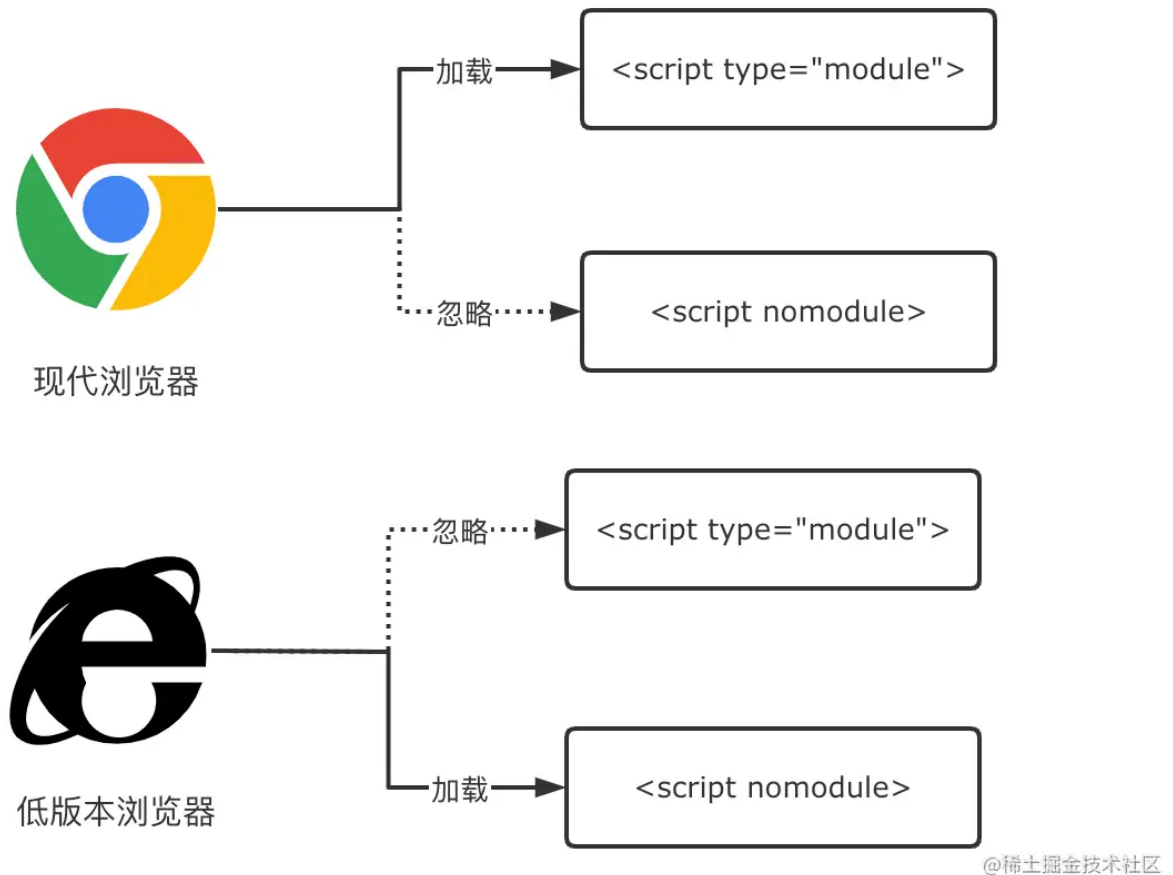 加载
<script type="module">
忽略
<script nomodule>
现代浏览器
忽略
<script type="module">
加载
<script nomodule>
低版本浏览器
@稀土掘金技术社区